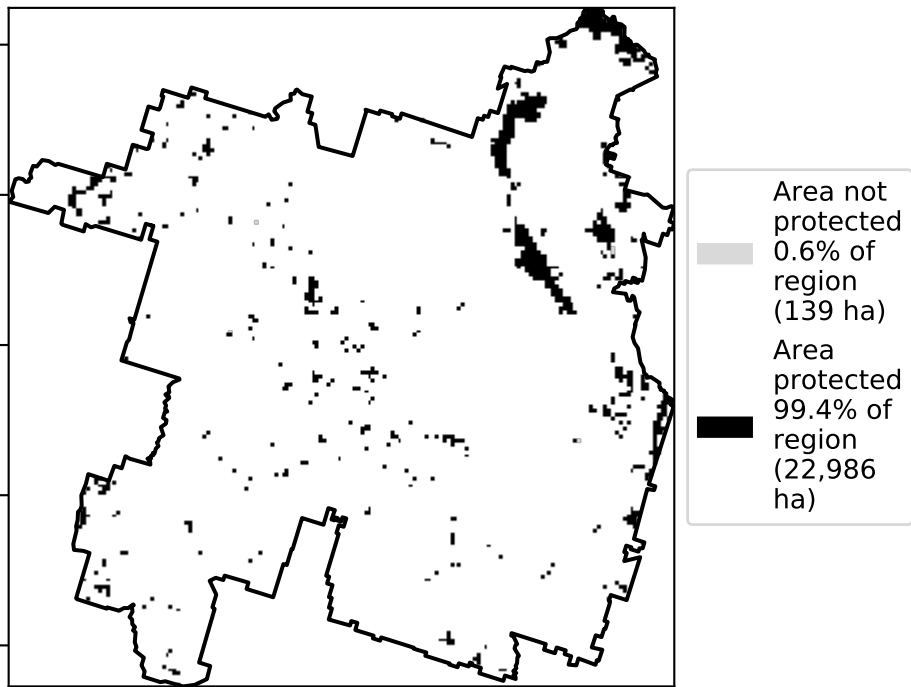 Area not
protected
0.6% of
region
(139 ha)
Area
protected
99.4% of
region
(22,986
ha)